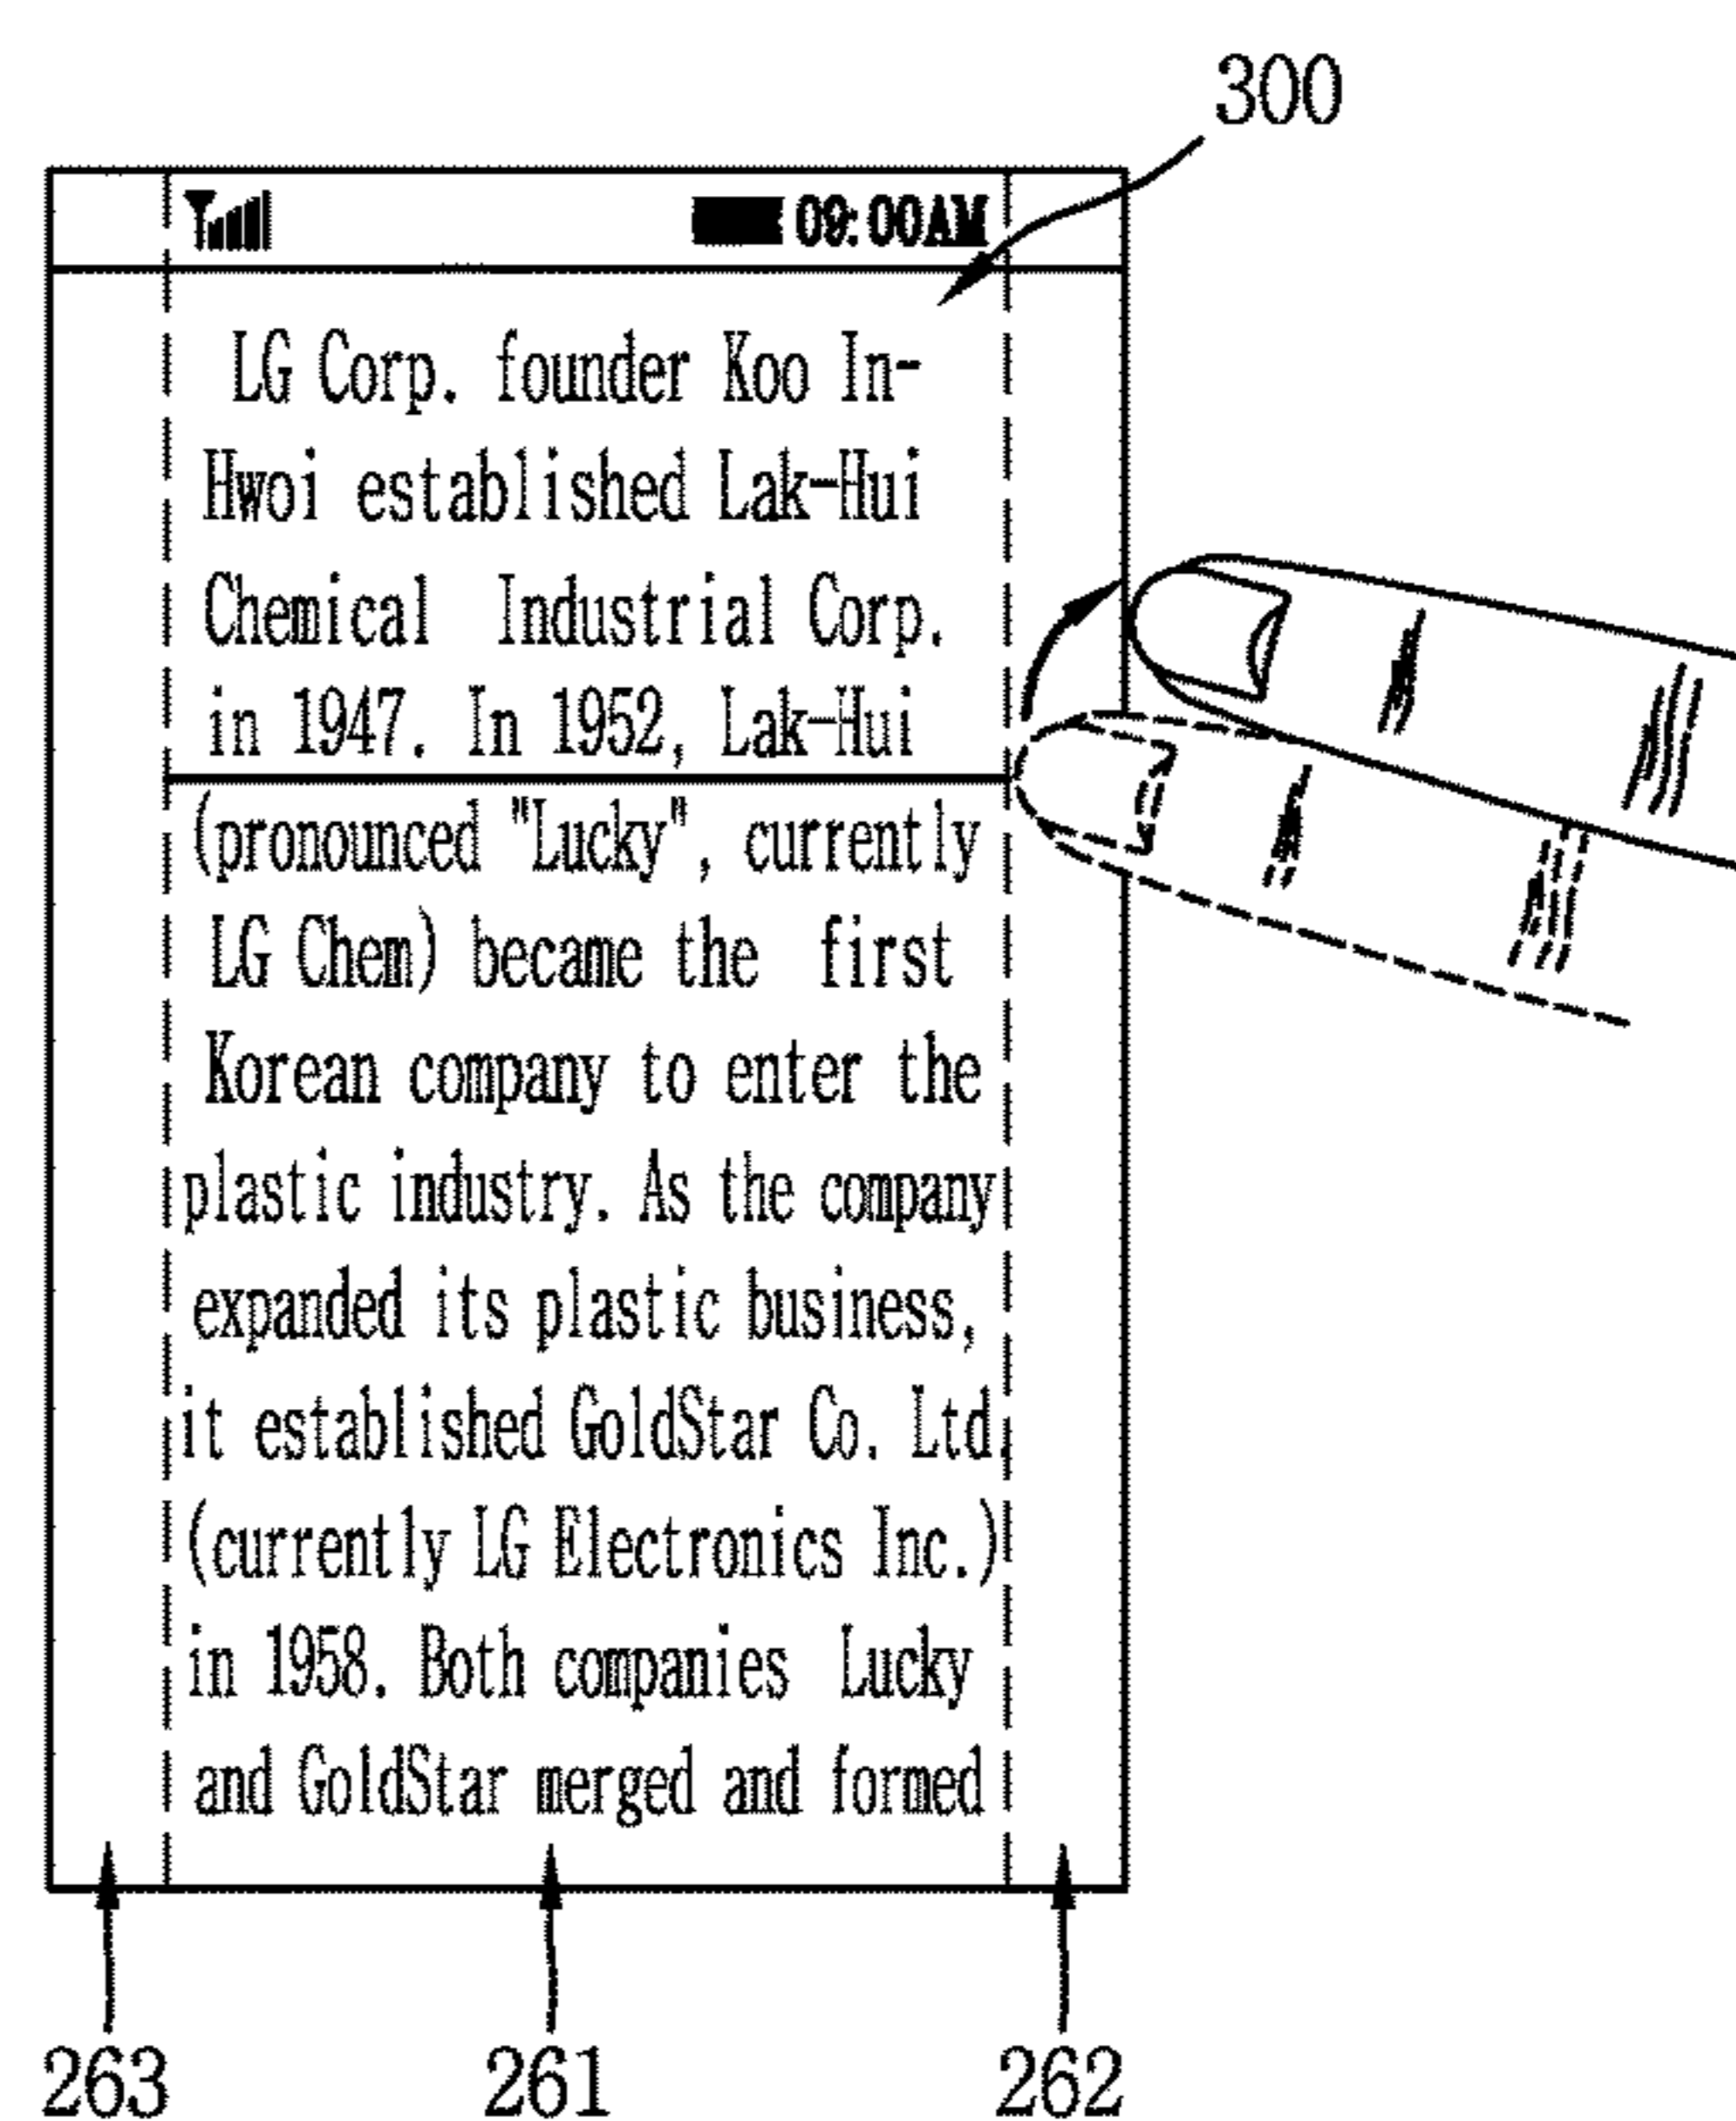 300
09:00AM
LG Corp. founder Koo In-
Hwoi established Lak-Hui
Chemical Industrial Corp.
in 1947. In 1952, Lak-Hui
(pronounced "Lucky", currently
LG Chem) became the first
Korean company to enter the
plastic industry. As the company
expanded its plastic business,
it established GoldStar Co. Ltd.
(currently LG Electronics Inc.)
in 1958. Both companies Lucky
and GoldStar merged and formed
263 261 262